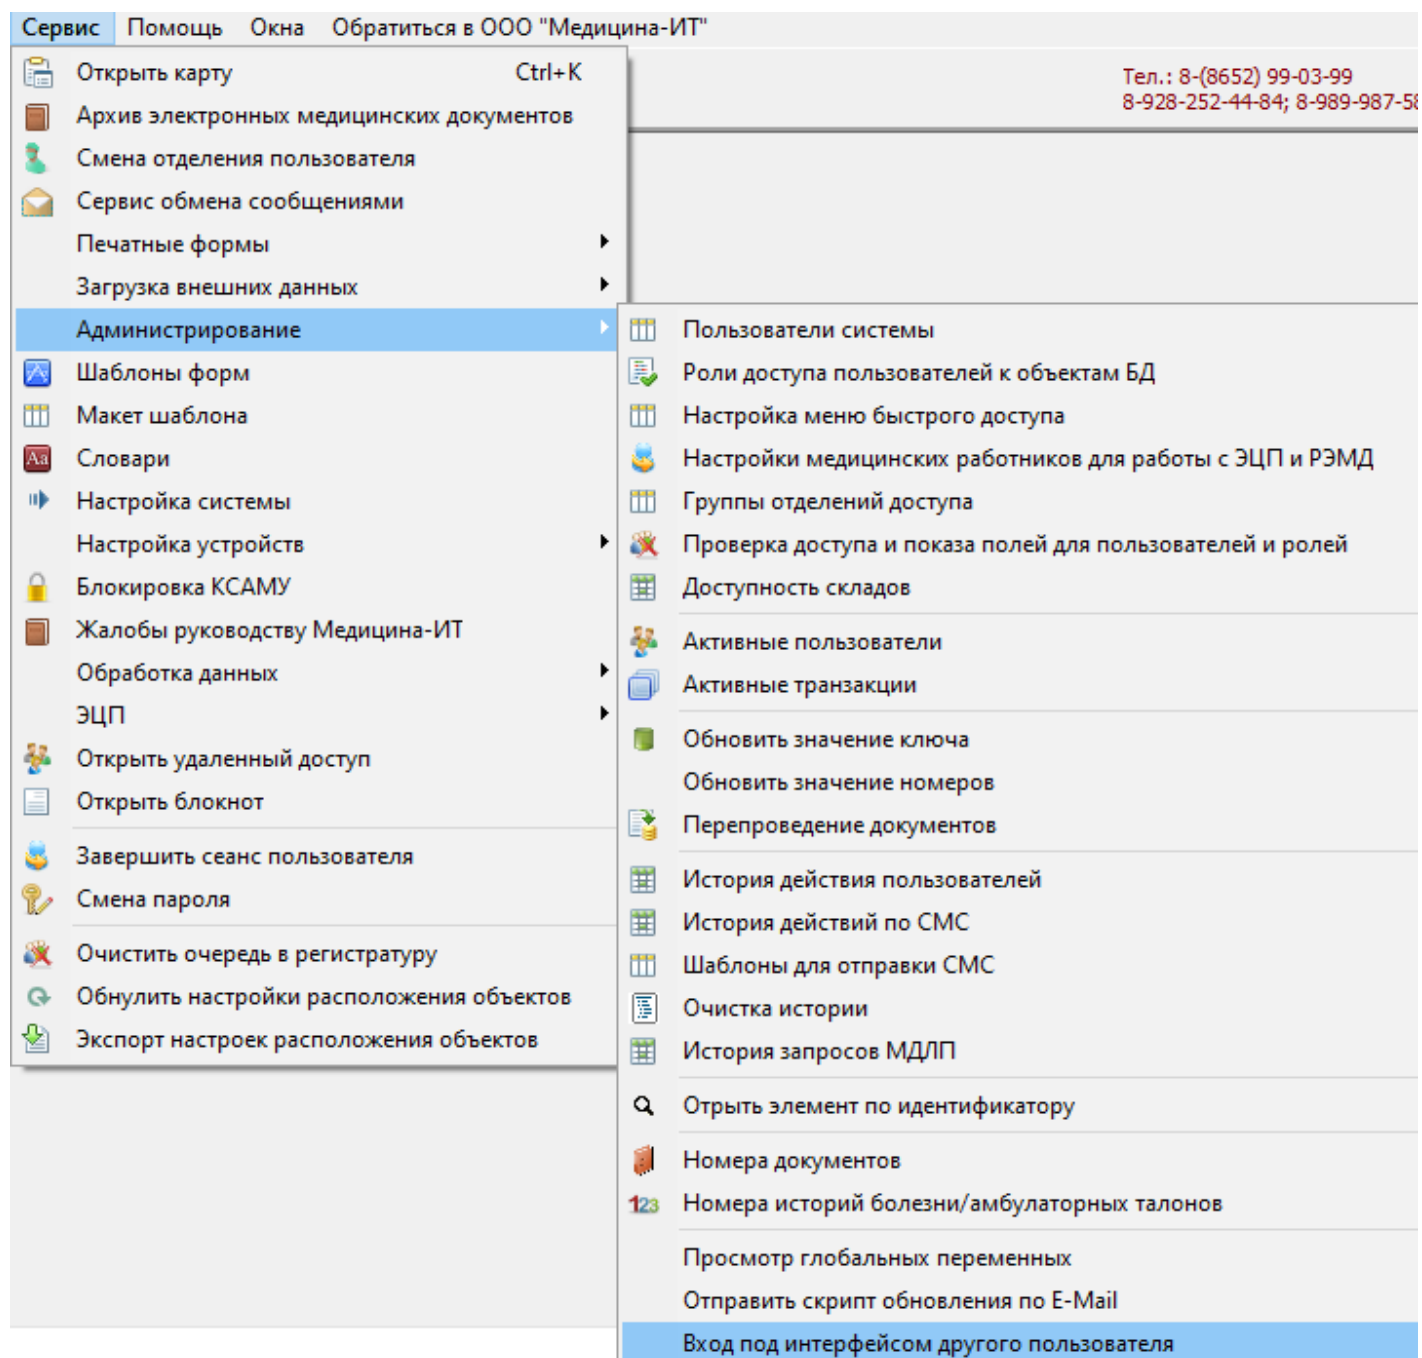 Сервис Помощь Окна Обратиться в ООО "Медицина-ИТ"
Тел.: 8-(8652) 99-03-99
8-928-252-44-84; 8-989-987-58
Открыть карту Ctrl+K
Архив электронных медицинских документов
Смена отделения пользователя
Сервис обмена сообщениями
Печатные формы
Загрузка внешних данных
Администрирование
Шаблоны форм
Макет шаблона
Словари
Настройка системы
Настройка устройств
Блокировка КСАМУ
Жалобы руководству Медицина-ИТ
Обработка данных
ЭЦП
Открыть удаленный доступ
Открыть блокнот
Завершить сеанс пользователя
Смена пароля
Очистить очередь в регистратуру
Обнулить настройки расположения объектов
Экспорт настроек расположения объектов
Пользователи системы
Роли доступа пользователей к объектам БД
Настройка меню быстрого доступа
Настройки медицинских работников для работы с ЭЦП и РЭМД
Группы отделений доступа
Проверка доступа и показа полей для пользователей и ролей
Доступность складов
Активные пользователи
Активные транзакции
Обновить значение ключа
Обновить значение номеров
Перепроведение документов
История действия пользователей
История действий по СМС
Шаблоны для отправки СМС
Очистка истории
История запросов МДЛП
Отрыть элемент по идентификатору
Номера документов
Номера историй болезни/амбулаторных талонов
Просмотр глобальных переменных
Отправить скрипт обновления по E-Mail
Вход под интерфейсом другого пользователя